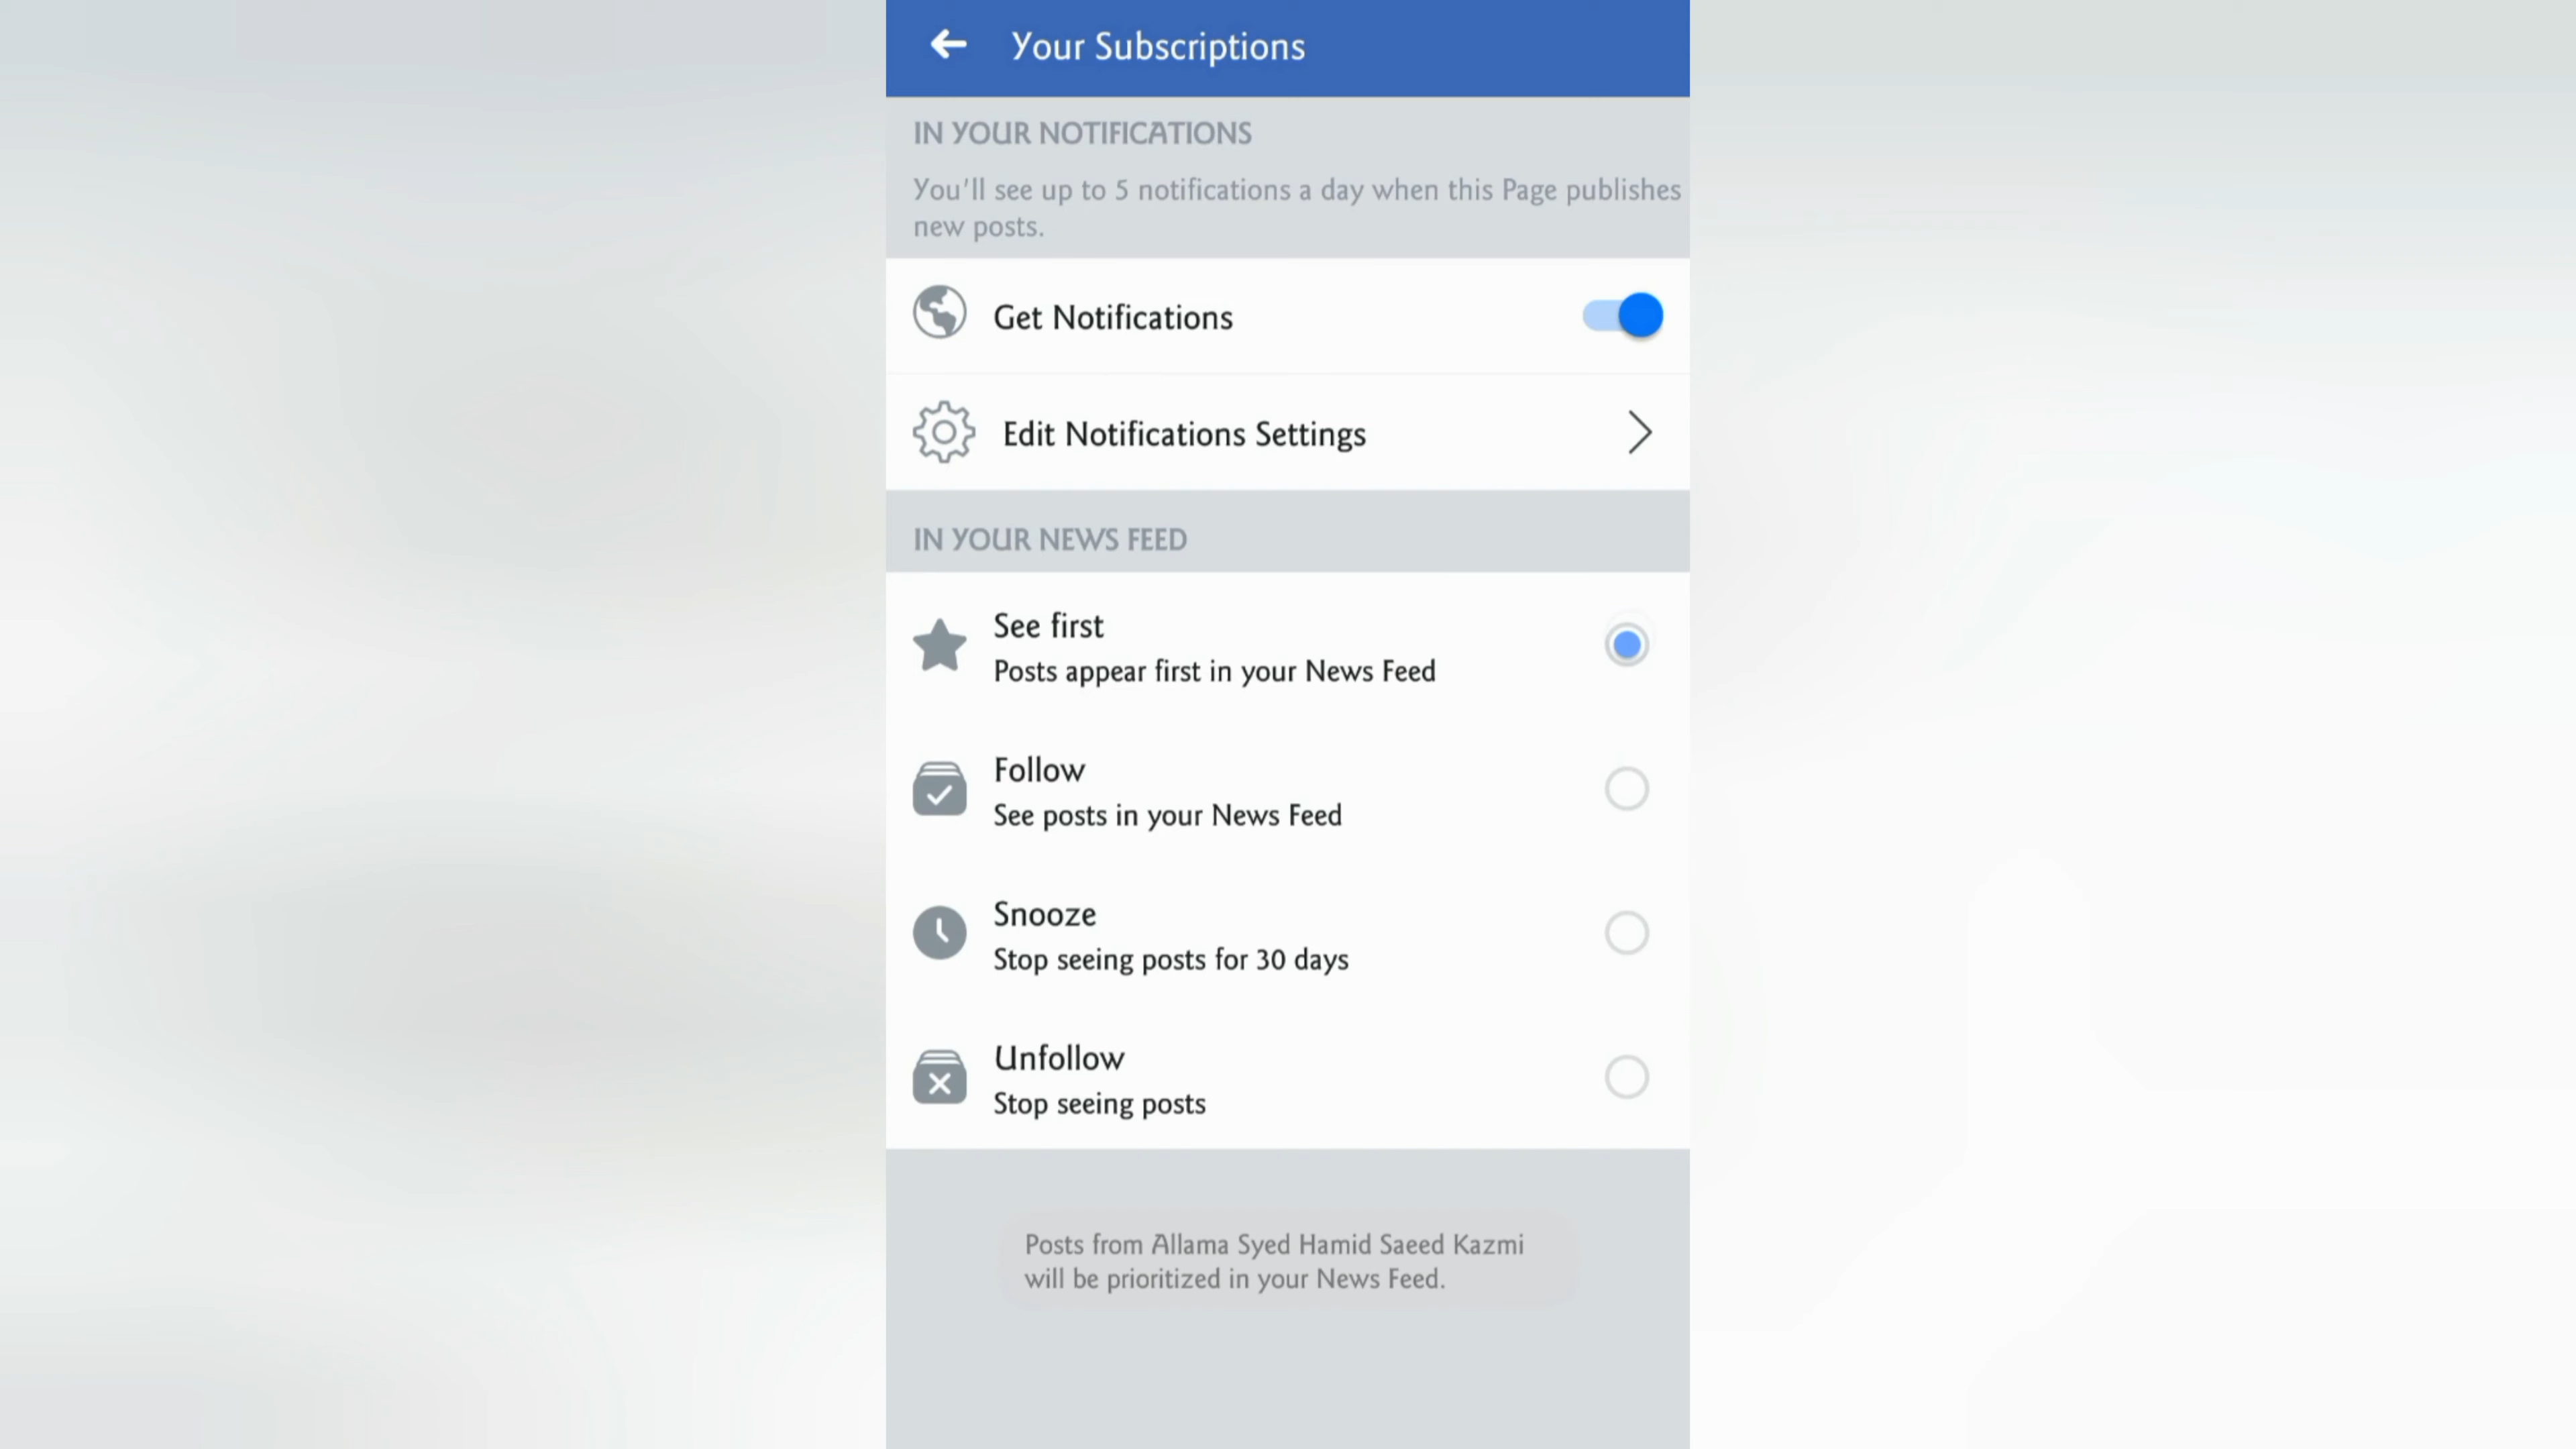 Your Subscriptions
IN YOUR NOTIFICATIONS
You'll see up to 5 notifications a day when this Page publishes
new posts.
Get Notifications
Edit Notifications Settings
IN YOUR NEWS FEED
See first
Posts appear first in your News Feed
Follow
See posts in your News Feed
Snooze
Stop seeing posts for 30 days
Unfollow
Stop seeing posts
Posts from Allama Syed Hamid Saeed Kazmi
will be prioritized in your News Feed.